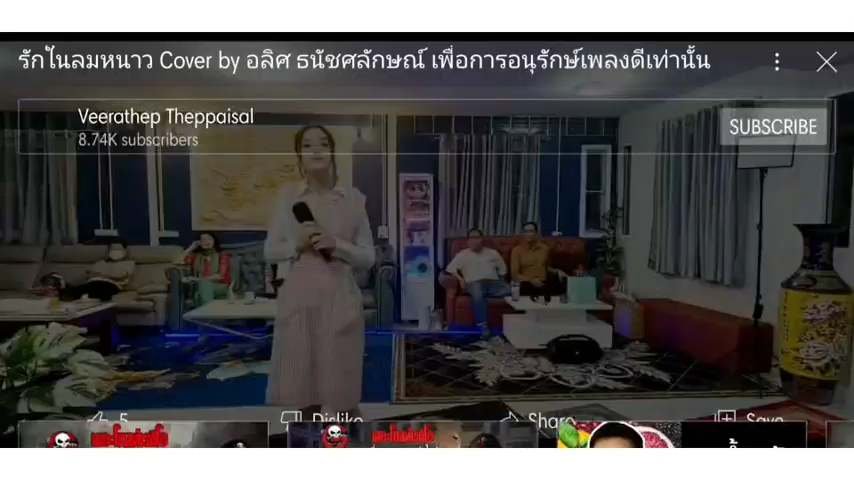 รักในลมหนาว Cover by อลิศ ธนัชศลักษณ์ เพื่อการอนุรักษ์เพลงดีเท่านั้น
Veerathep Theppaisal
8.74K subscribers
SUBSCRIBE
5
Dislike
Share
Save